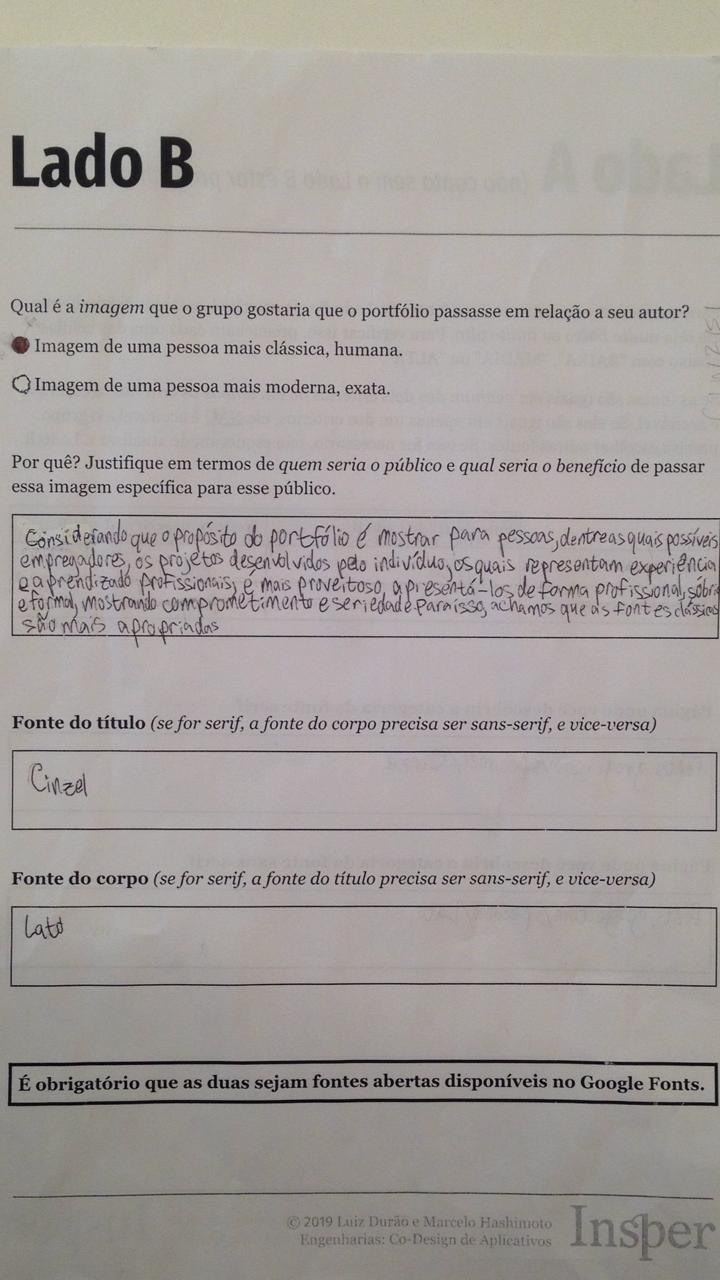 Lado B
Qual é a imagem que o grupo gostaria que o portfólio passasse em relação a seu autor?
Imagem de uma pessoa mais clássica, humana.
Imagem de uma pessoa mais moderna, exata.
Por quê? Justifique em termos de quem seria o público e qual seria o benefício de passar
essa imagem específica para esse público.
Considerando que o propósito do portfólio é mostrar para pessoas, dentre as quais possíveis
empregadores, os projetos desenvolvidos pelo indivíduo, os quais representam experiência
e aprendizado profissionais, é mais proveitoso, apresentá-los de forma profissional, sóbria
e formal, mostrando comprometimento e seriedade para isso, achamos que as fontes clássicas
são mais apropriadas
Fonte do título (se for serif, a fonte do corpo precisa ser sans-serif, e vice-versa)
Cinzel
Fonte do corpo (se for serif, a fonte do título precisa ser sans-serif, e vice-versa)
Lato
É obrigatório que as duas sejam fontes abertas disponíveis no Google Fonts.
© 2019 Luiz Durão e Marcelo Hashimoto
Engenharias: Co-Design de Aplicativos
Insper